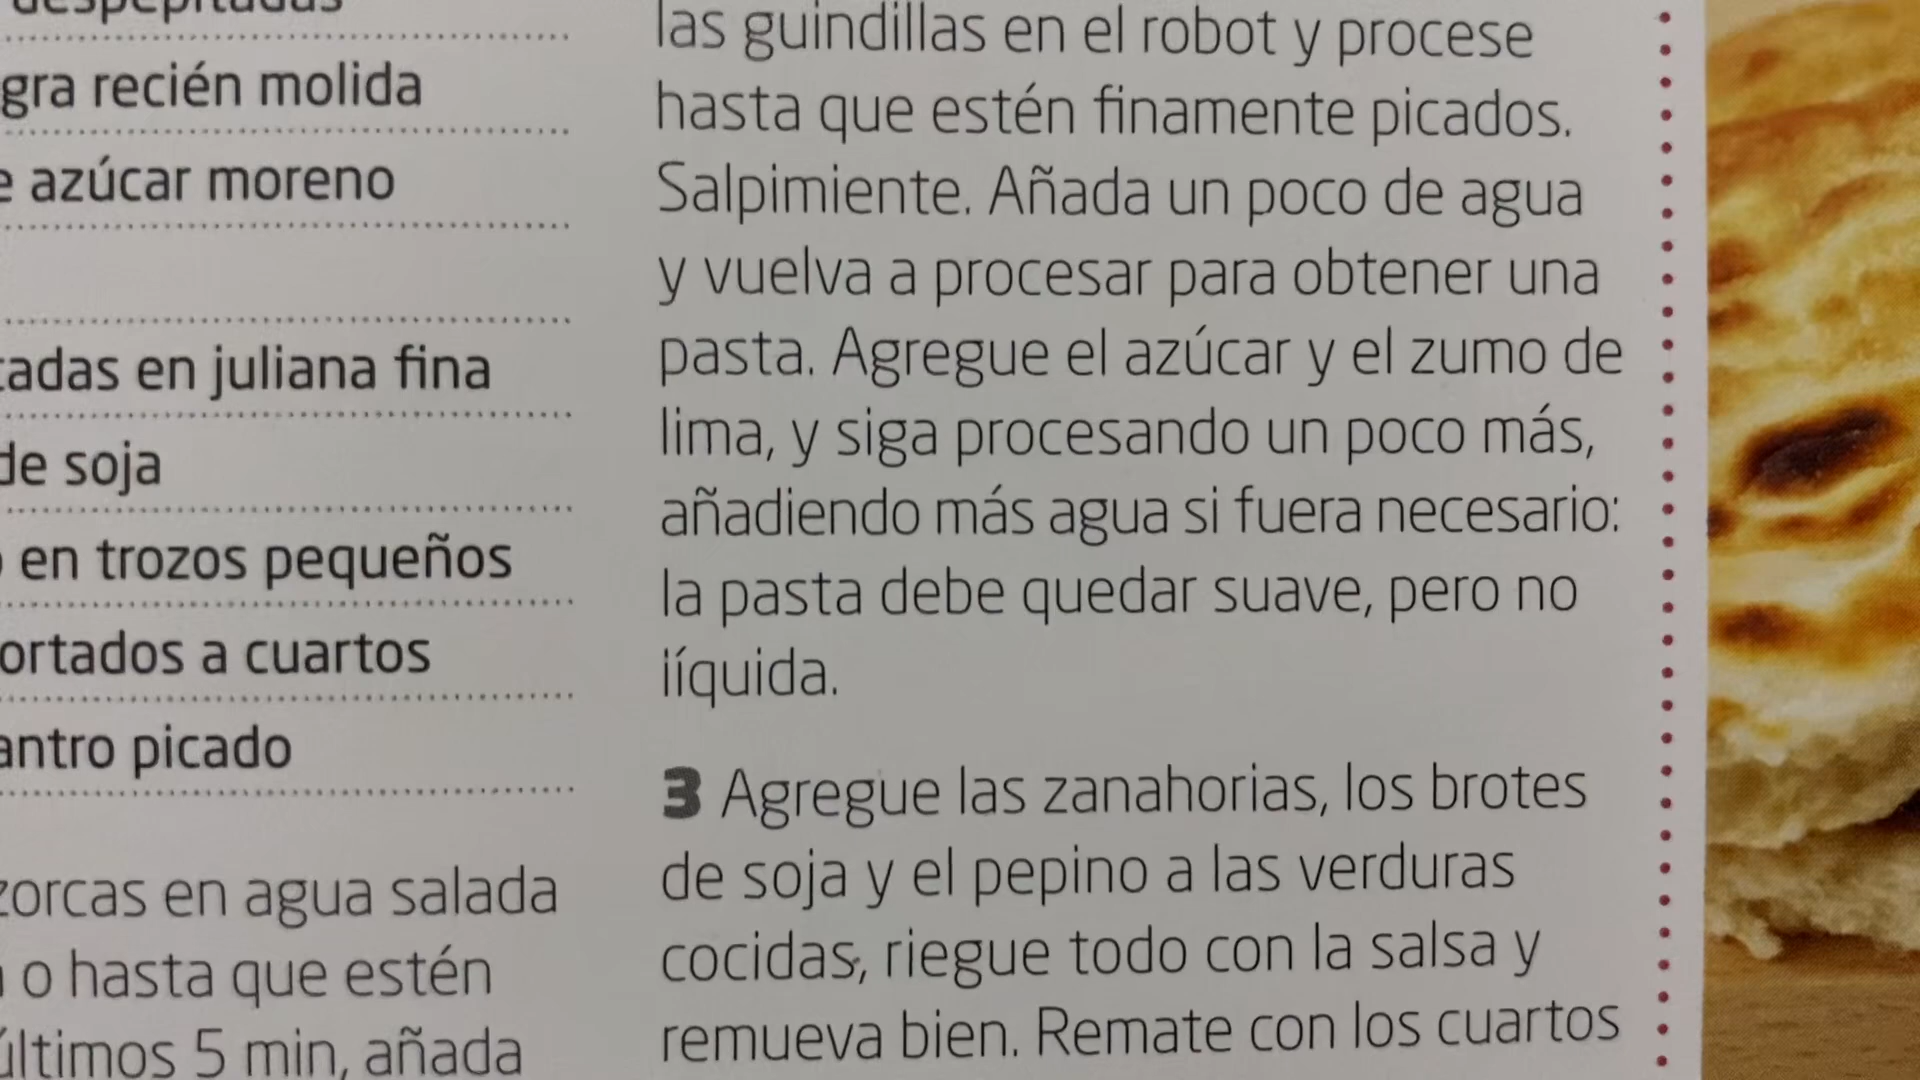 despepitadas
gra recién molida
e azúcar moreno
tadas en juliana fina
de soja
en trozos pequeños
ortados a cuartos
antro picado
zorcas en agua salada
o hasta que estén
últimos 5 min, añada
las guindillas en el robot y procese
hasta que estén finamente picados.
Salpimiente. Añada un poco de agua
y vuelva a procesar para obtener una
pasta. Agregue el azúcar y el zumo de
lima, y siga procesando un poco más,
añadiendo más agua si fuera necesario:
la pasta debe quedar suave, pero no
iíquida.
3 Agregue las zanahorias, los brotes
de soja y el pepino a las verduras
cocidas, riegue todo con la salsa y
remueva bien. Remate con los cuartos